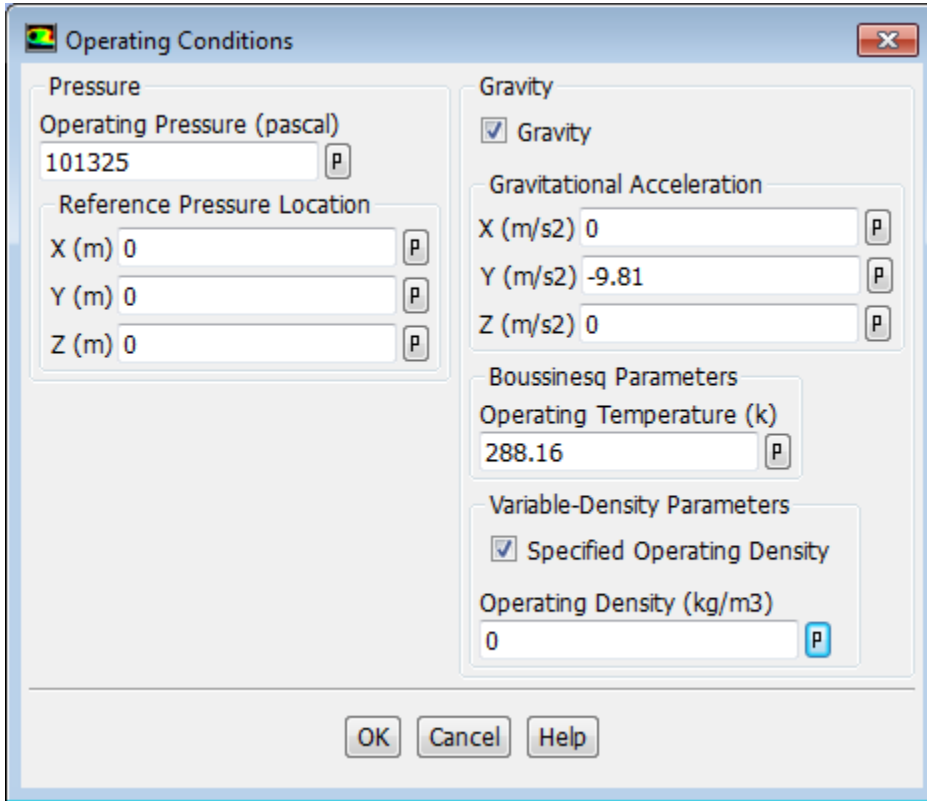 Operating Conditions
Pressure
Operating Pressure (pascal)
101325 P
Reference Pressure Location
X (m) 0 P
Y (m) 0 P
Z (m) 0 P
Gravity
Gravity
Gravitational Acceleration
X (m/s2) 0 P
Y (m/s2) -9.81 P
Z (m/s2) 0 P
Boussinesq Parameters
Operating Temperature (k)
288.16 P
Variable-Density Parameters
Specified Operating Density
Operating Density (kg/m3)
0 P
OK Cancel Help